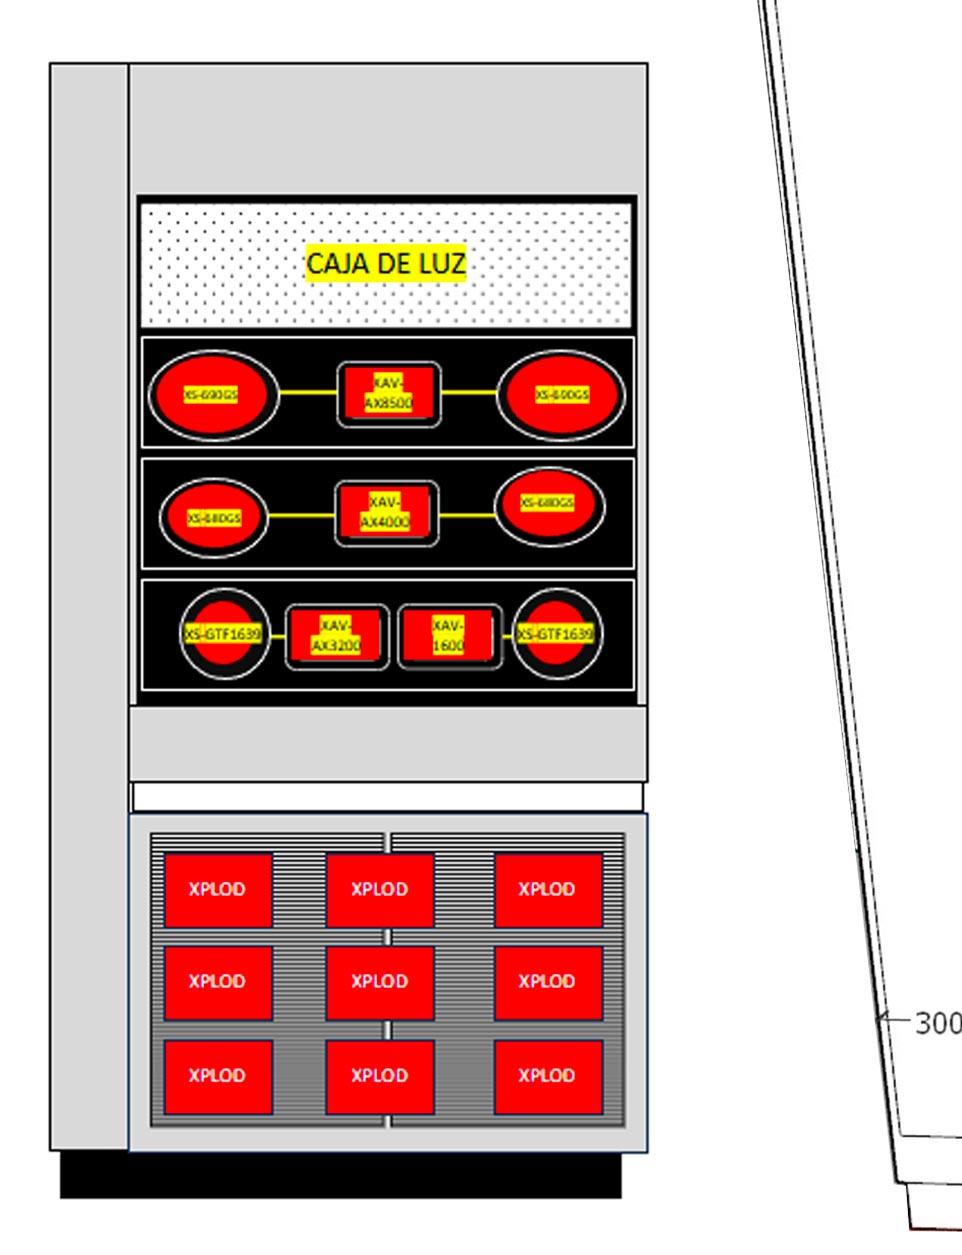 CAJA DE LUZ
XS-690GS
XAV-
AX8500
XS-690GS
XS-680GS
XAV-
AX4000
XS-680GS
XS-GTF1639
XAV-
AX3200
XAV-
1600
XS-GTF1639
XPLOD XPLOD XPLOD
XPLOD XPLOD XPLOD
300
XPLOD XPLOD XPLOD